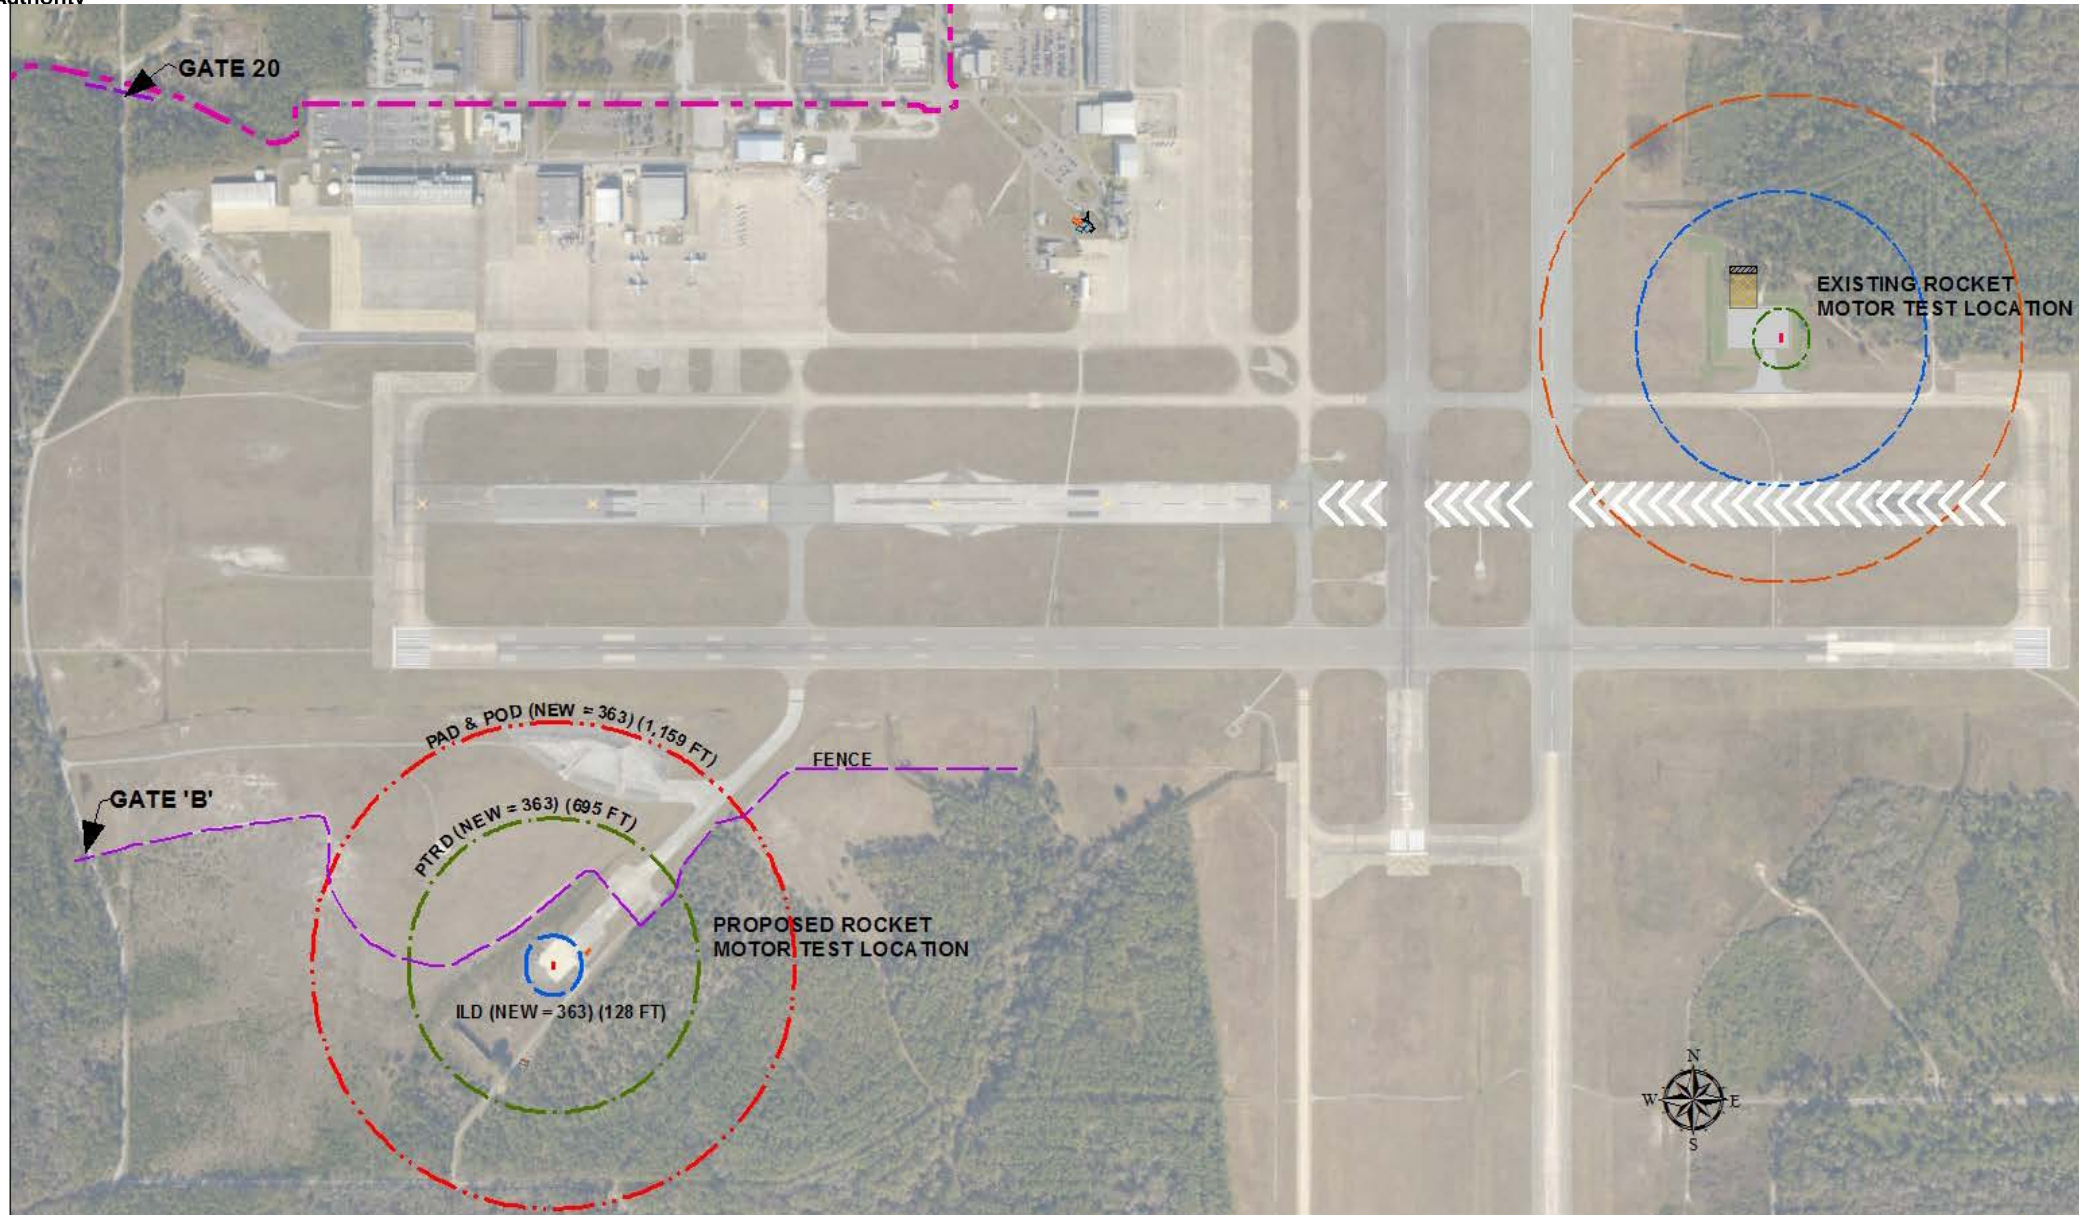 Authority
GATE 20
EXISTING ROCKET
MOTOR TEST LOCATION
PAD & POD (NEW = 363) (1,159 FT)
FENCE
GATE 'B'
PTRD (NEW = 363) (695 FT)
PROPOSED ROCKET
MOTOR TEST LOCATION
ILD (NEW = 363) (128 FT)
N
W E
S